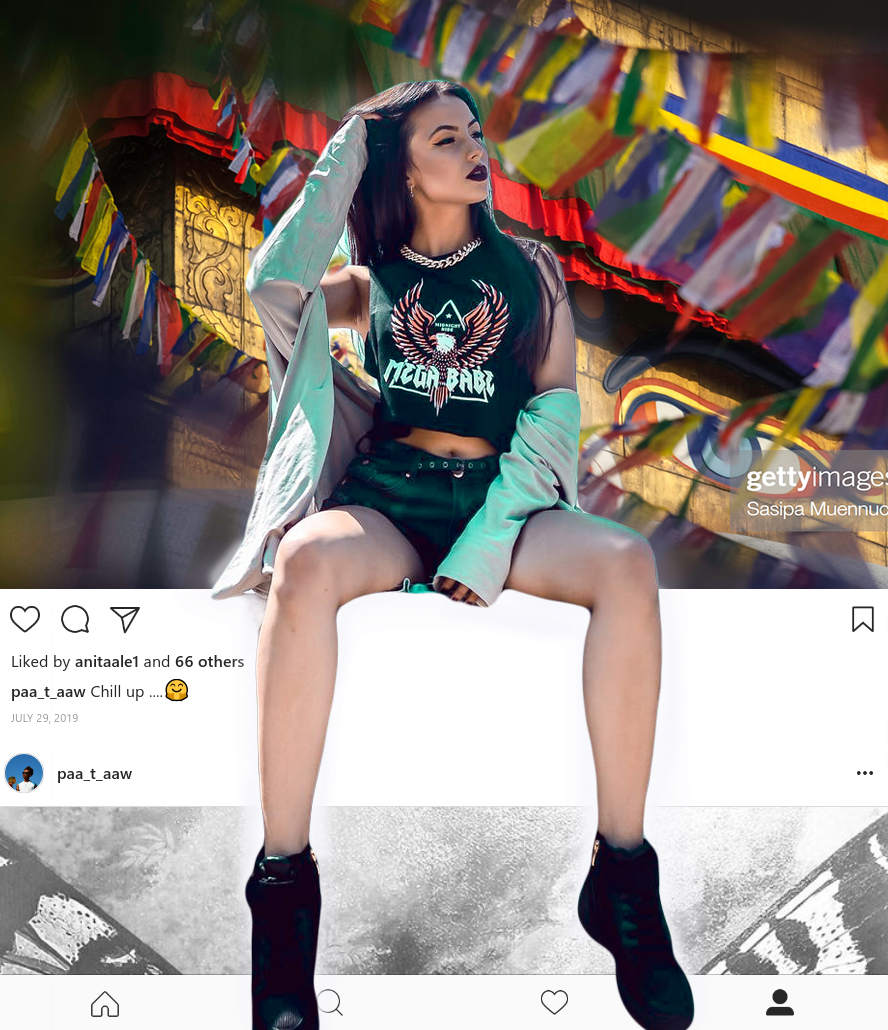 MIDNIGHT
RIDE
MEGA BABE
gettyimages
Sasipa Muennuc
Liked by anitaale1 and 66 others
paa_t_aaw Chill up ....🤗
JULY 29, 2019
paa_t_aaw